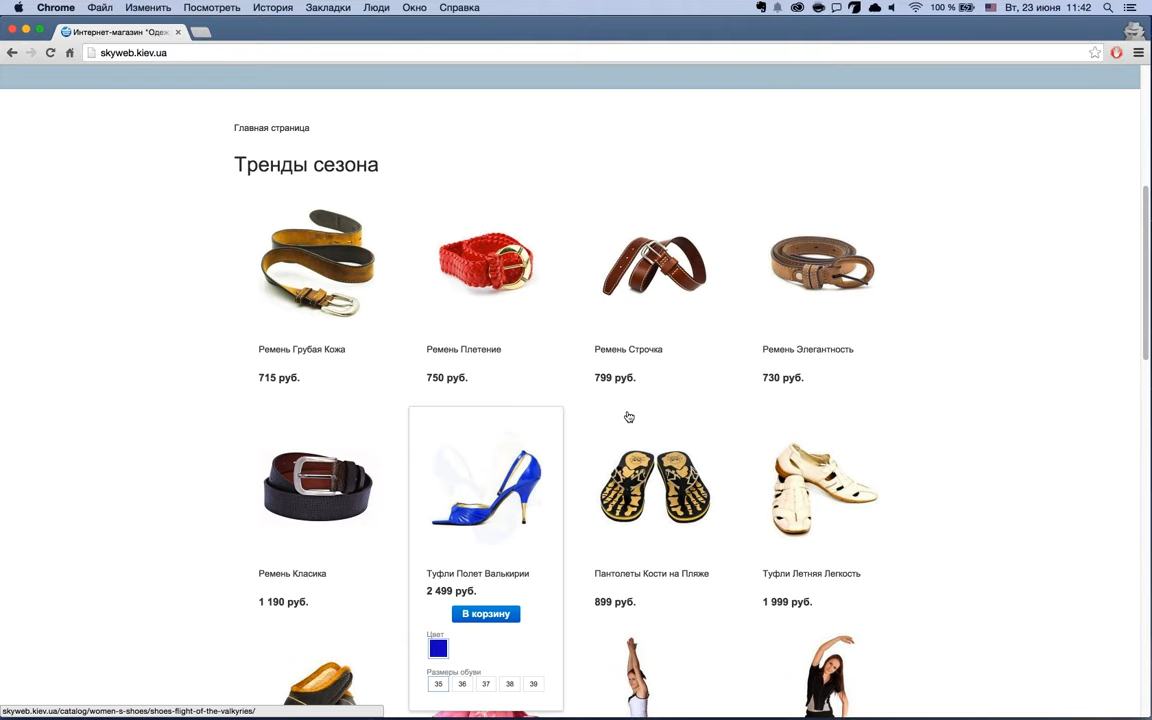 Chrome Файл Изменить Посмотреть История Закладки Люди Окно Справка 100 % Вт, 23 июня 11:42
Интернет-магазин "Одеж
skyweb.kiev.ua
Главная страница
Тренды сезона
Ремень Грубая Кожа Ремень Плетение Ремень Строчка Ремень Элегантность
715 руб. 750 руб. 799 руб. 730 руб.
Ремень Класика Туфли Полет Валькирии Пантолеты Кости на Пляже Туфли Летняя Легкость
1 190 руб. 2 499 руб. 899 руб. 1 999 руб.
В корзину
Цвет
Размеры обуви
35 36 37 38 39
skyweb.kiev.ua/catalog/women-s-shoes/shoes-flight-of-the-valkyries/